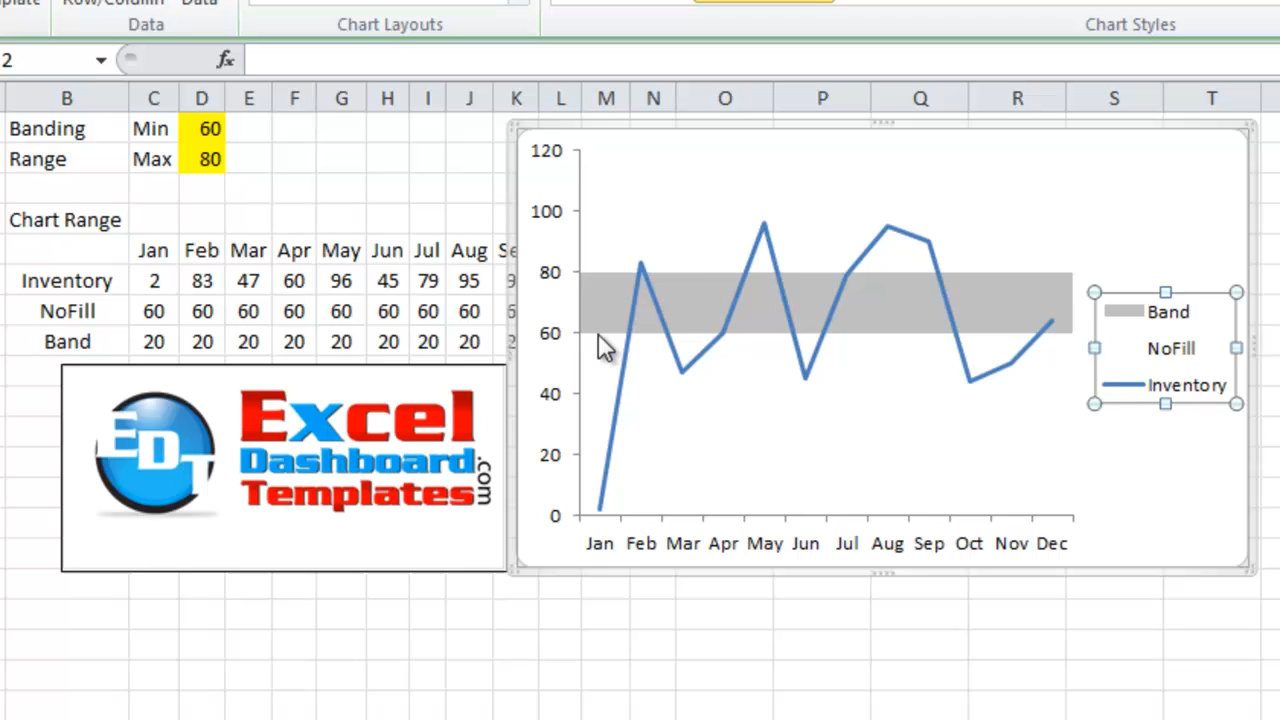 Data
Chart Layouts
Chart Styles
2
fx
B C D E F G H I J K L M N O P Q R S T
Banding Min 60
Range Max 80
Chart Range
Jan Feb Mar Apr May Jun Jul Aug
Inventory 2 83 47 60 96 45 79 95
NoFill 60 60 60 60 60 60 60 60
Band 20 20 20 20 20 20 20 20
EDT
Excel
Dashboard
Templates
.com
120
100
80
60
40
20
0
Jan Feb Mar Apr May Jun Jul Aug Sep Oct Nov Dec
Band
NoFill
Inventory